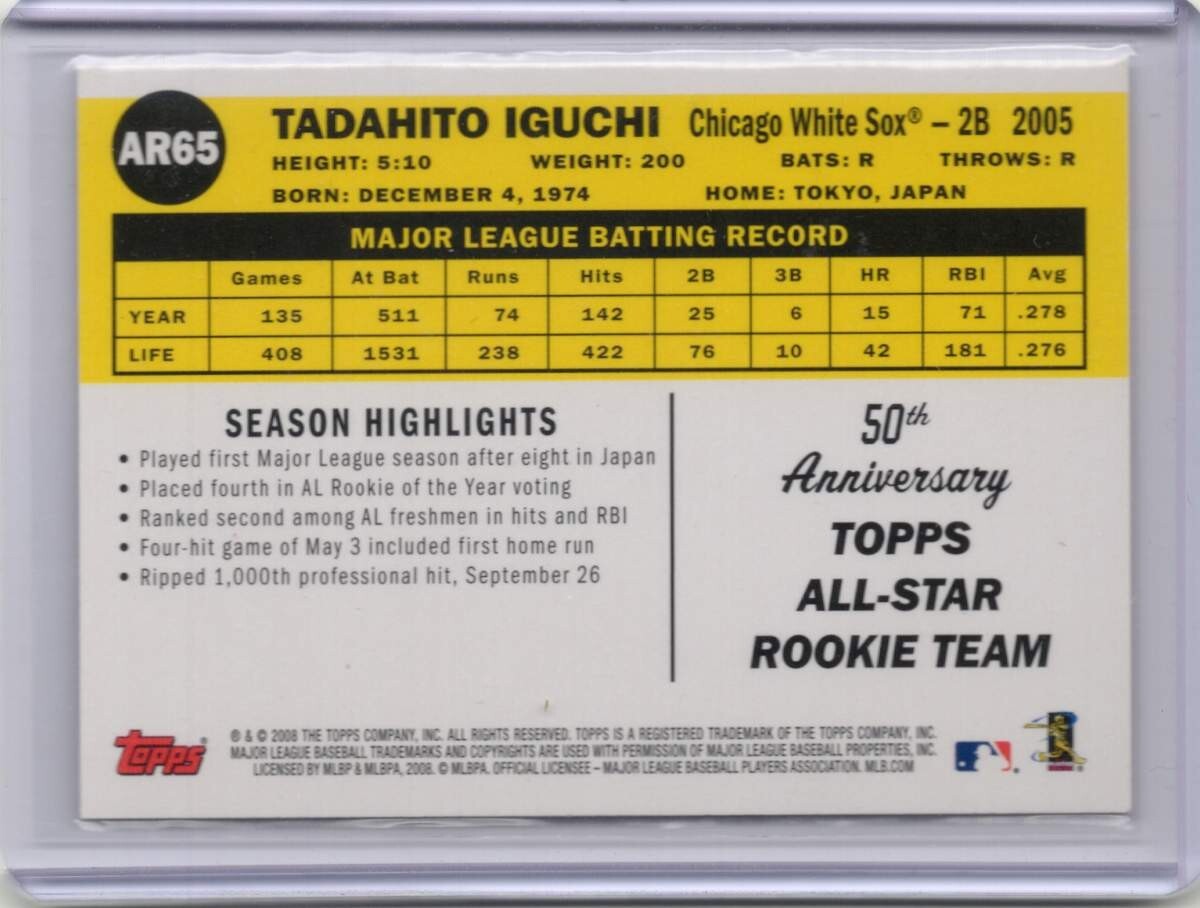 AR65
TADAHITO IGUCHI Chicago White Sox® – 2B 2005
HEIGHT: 5:10 WEIGHT: 200 BATS: R THROWS: R
BORN: DECEMBER 4, 1974 HOME: TOKYO, JAPAN
MAJOR LEAGUE BATTING RECORD
Games At Bat Runs Hits 2B 3B HR RBI Avg
YEAR 135 511 74 142 25 6 15 71 .278
LIFE 408 1531 238 422 76 10 42 181 .276
SEASON HIGHLIGHTS
• Played first Major League season after eight in Japan
• Placed fourth in AL Rookie of the Year voting
• Ranked second among AL freshmen in hits and RBI
• Four-hit game of May 3 included first home run
• Ripped 1,000th professional hit, September 26
50th
Anniversary
TOPPS
ALL-STAR
ROOKIE TEAM
topps®
® & © 2008 THE TOPPS COMPANY, INC. ALL RIGHTS RESERVED. TOPPS IS A REGISTERED TRADEMARK OF THE TOPPS COMPANY, INC.
MAJOR LEAGUE BASEBALL TRADEMARKS AND COPYRIGHTS ARE USED WITH PERMISSION OF MAJOR LEAGUE BASEBALL PROPERTIES, INC.
LICENSED BY MLBP & MLBPA, 2008. © MLBPA. OFFICIAL LICENSEE – MAJOR LEAGUE BASEBALL PLAYERS ASSOCIATION. MLB.COM